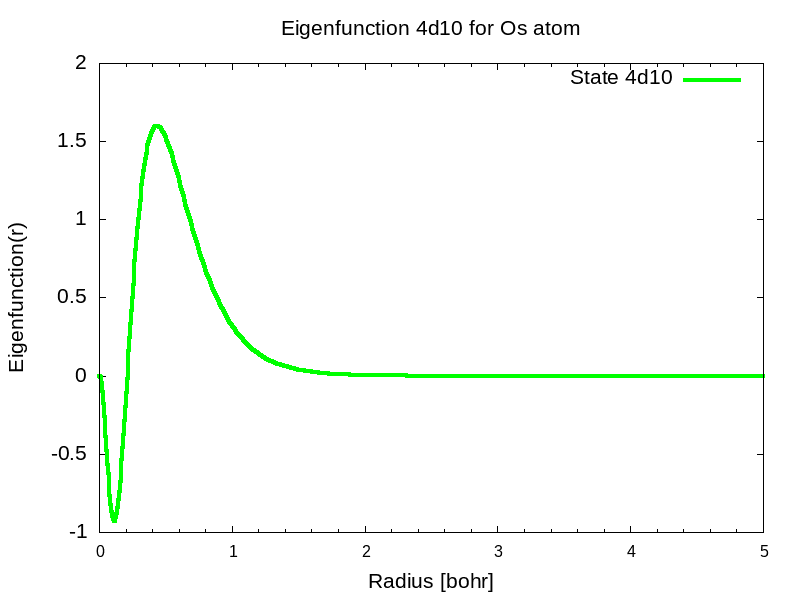 Eigenfunction 4d10 for Os atom
State 4d10
2
1.5
1
0.5
0
-0.5
-1
Eigenfunction(r)
0 1 2 3 4 5
Radius [bohr]